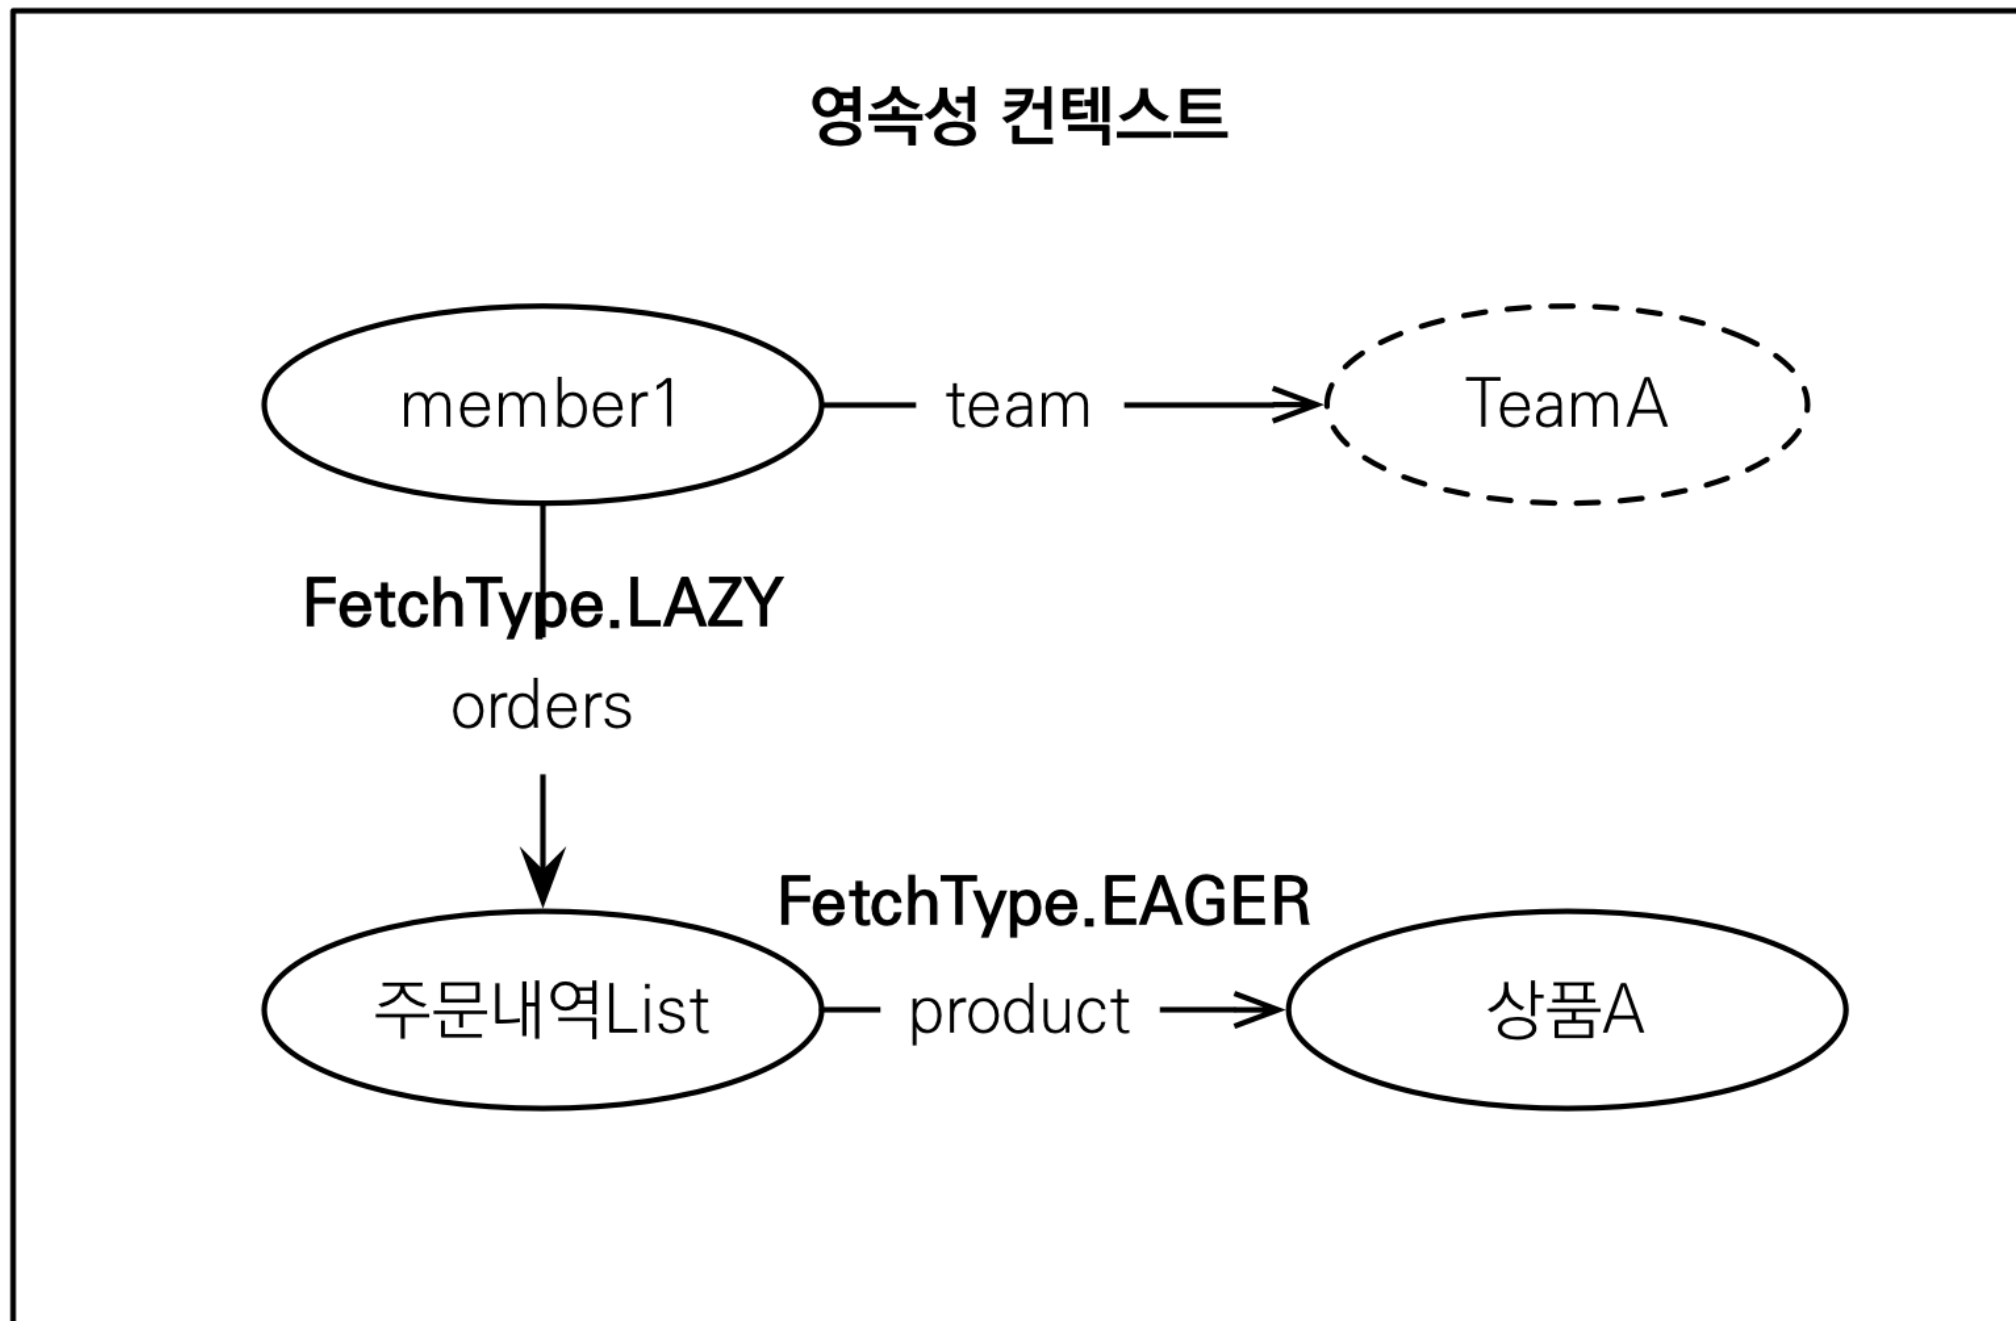 영속성 컨텍스트
member1
team
TeamA
FetchType.LAZY
orders
FetchType.EAGER
주문내역List
product
상품A